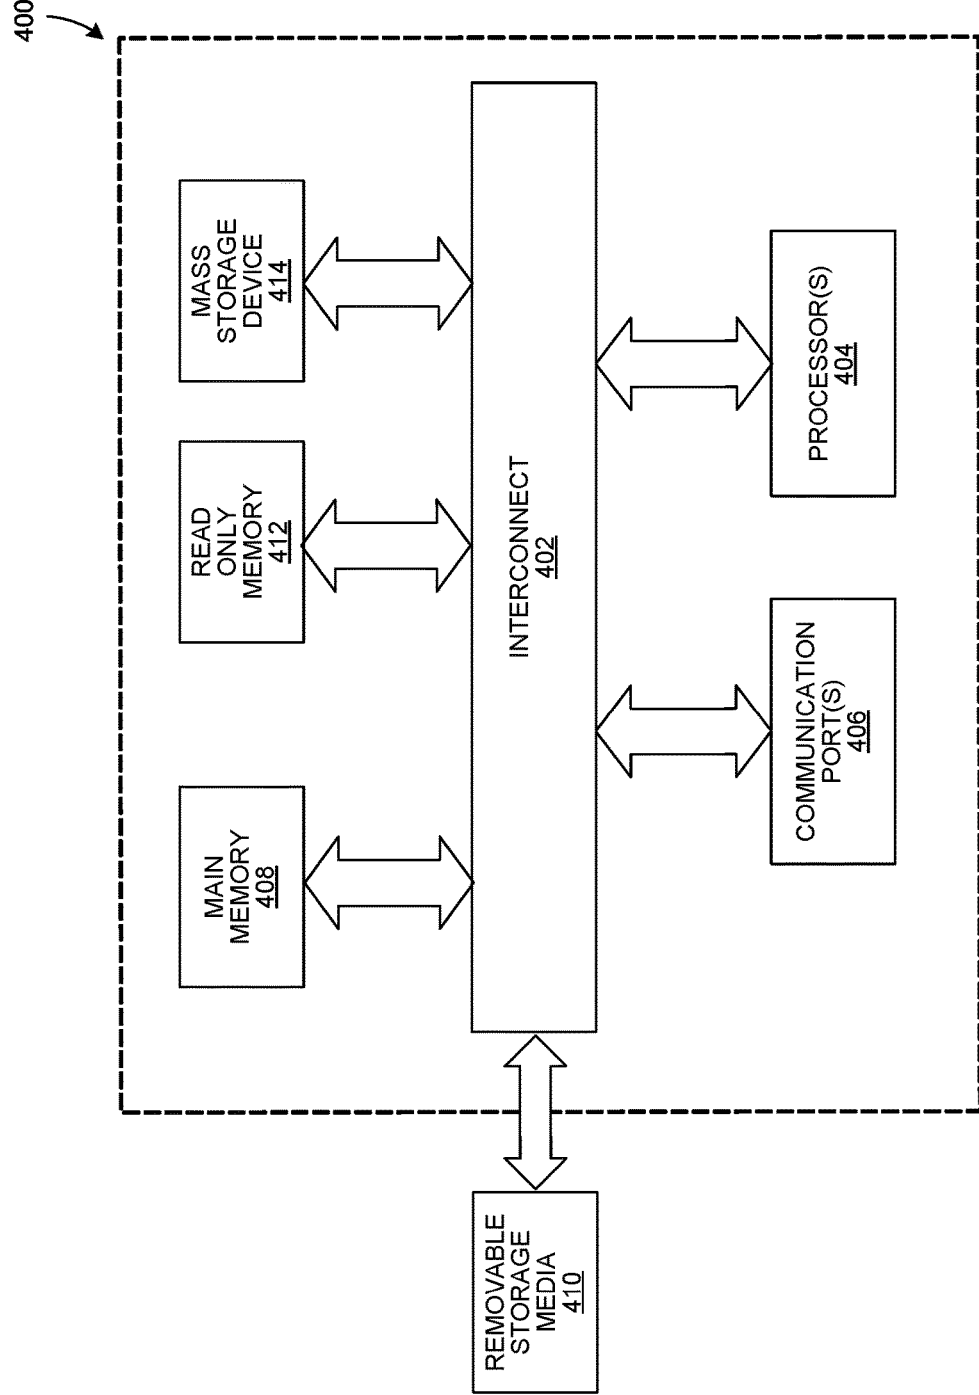 400
MAIN
MEMORY
408
READ
ONLY
MEMORY
412
MASS
STORAGE
DEVICE
414
REMOVABLE
STORAGE
MEDIA
410
INTERCONNECT
402
COMMUNICATION
PORT(S)
406
PROCESSOR(S)
404